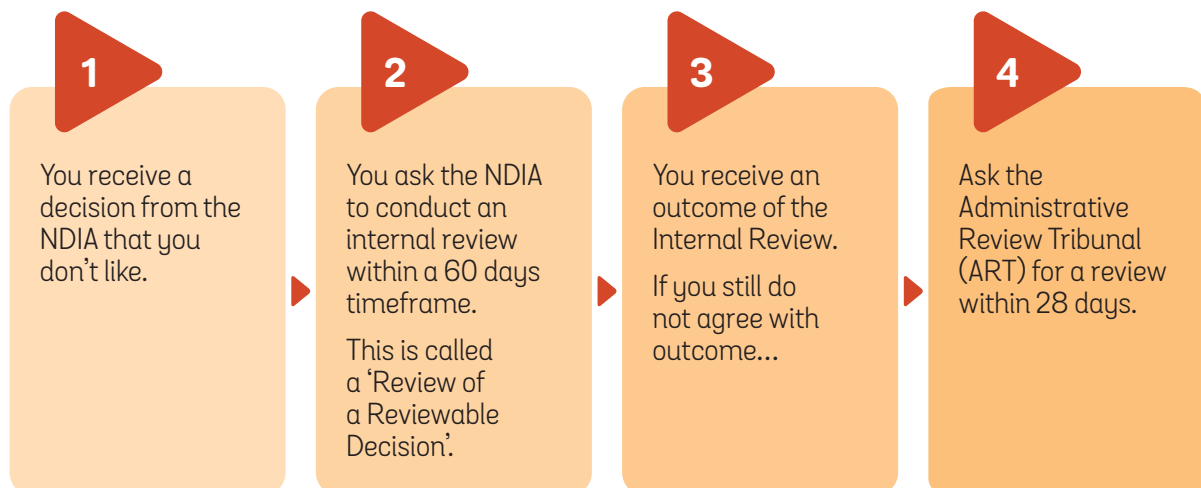 1
You receive a
decision from the
NDIA that you
don’t like.
2
You ask the NDIA
to conduct an
internal review
within a 60 days
timeframe.
This is called
a ‘Review of
a Reviewable
Decision’.
3
You receive an
outcome of the
Internal Review.
If you still do
not agree with
outcome...
4
Ask the
Administrative
Review Tribunal
(ART) for a review
within 28 days.